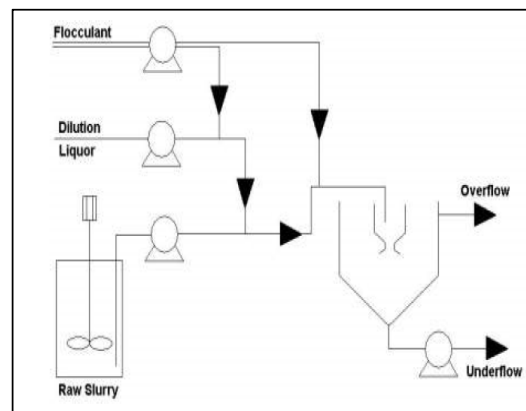 Flocculant
Dilution
Liquor
Overflow
Raw Slurry
Underflow